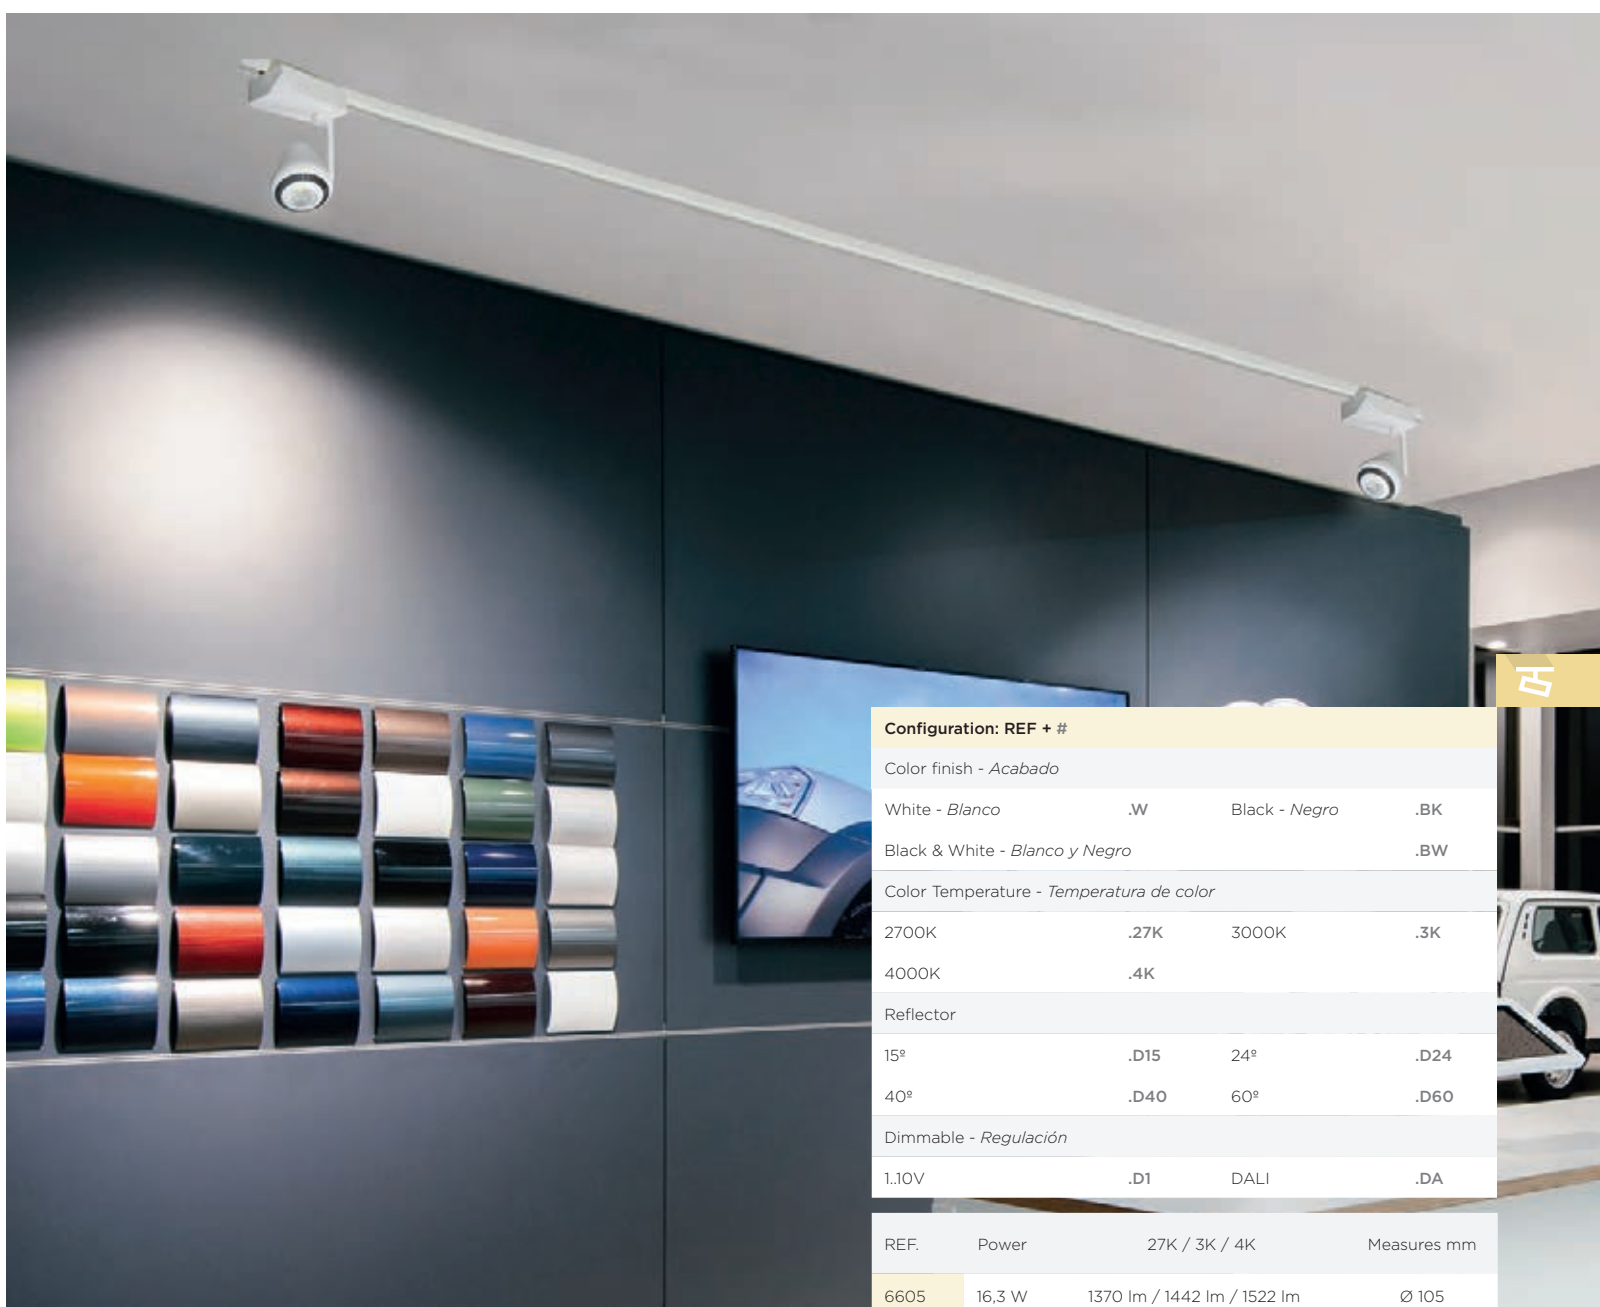 Configuration: REF + #
Color finish - Acabado
White - Blanco .W Black - Negro .BK
Black & White - Blanco y Negro .BW
Color Temperature - Temperatura de color
2700K .27K 3000K .3K
4000K .4K
Reflector
15º .D15 24º .D24
40º .D40 60º .D60
Dimmable - Regulación
1..10V .D1 DALI .DA
REF. Power 27K / 3K / 4K Measures mm
6605 16,3 W 1370 lm / 1442 lm / 1522 lm Ø 105